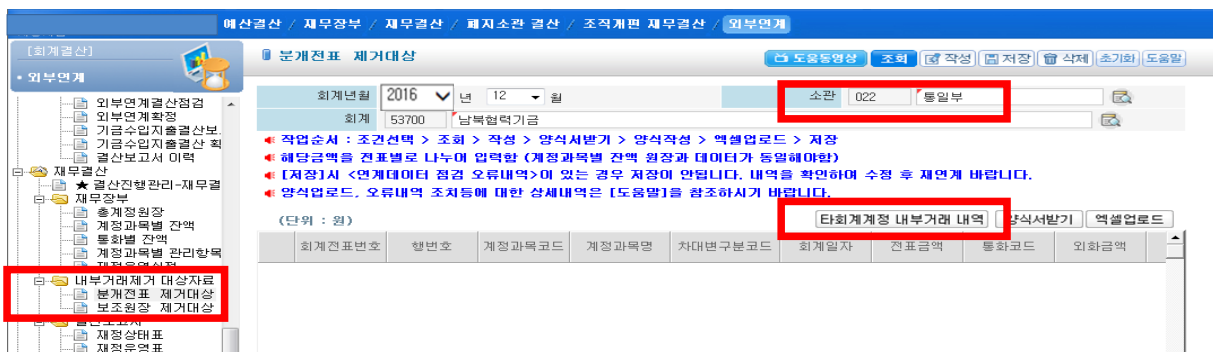 예산결산 / 재무장부 / 재무결산 / 폐지소관 결산 / 조직개편 재무결산 / 외부연계
[회계결산]
• 외부연계
외부연계결산점검
외부연계확정
기금수입지출결산보.
기금수입지출결산 확
결산보고서 이력
재무결산
★ 결산진행관리-재무결
재무장부
총계정원장
계정과목별 잔액
통화별 잔액
계정과목별 관리항목
내부거래제거 대상자료
분개전표 제거대상
보조원장 제거대상
재정상태표
재정운영표
분개전표 제거대상
도움동영상 조회 작성 저장 삭제 초기화 도움말
회계년월 2016 년 12 월 소관 022 통일부
회계 53700 남북협력기금
작업순서 : 조건선택 > 조회 > 작성 > 양식서받기 > 양식작성 > 엑셀업로드 > 저장
해당금액을 전표별로 나누어 입력함 (계정과목별 잔액 원장과 데이터가 동일해야함)
[저장]시 <연계데이터 점검 오류내역>이 있는 경우 저장이 안됩니다. 내역을 확인하여 수정 후 재연계 바랍니다.
양식업로드, 오류내역 조치등에 대한 상세내역은 [도움말]을 참조하시기 바랍니다.
(단위 : 원) 타회계계정 내부거래 내역 양식서받기 엑셀업로드
회계전표번호 행번호 계정과목코드 계정과목명 차대변구분코드 회계일자 전표금액 통화코드 외화금액